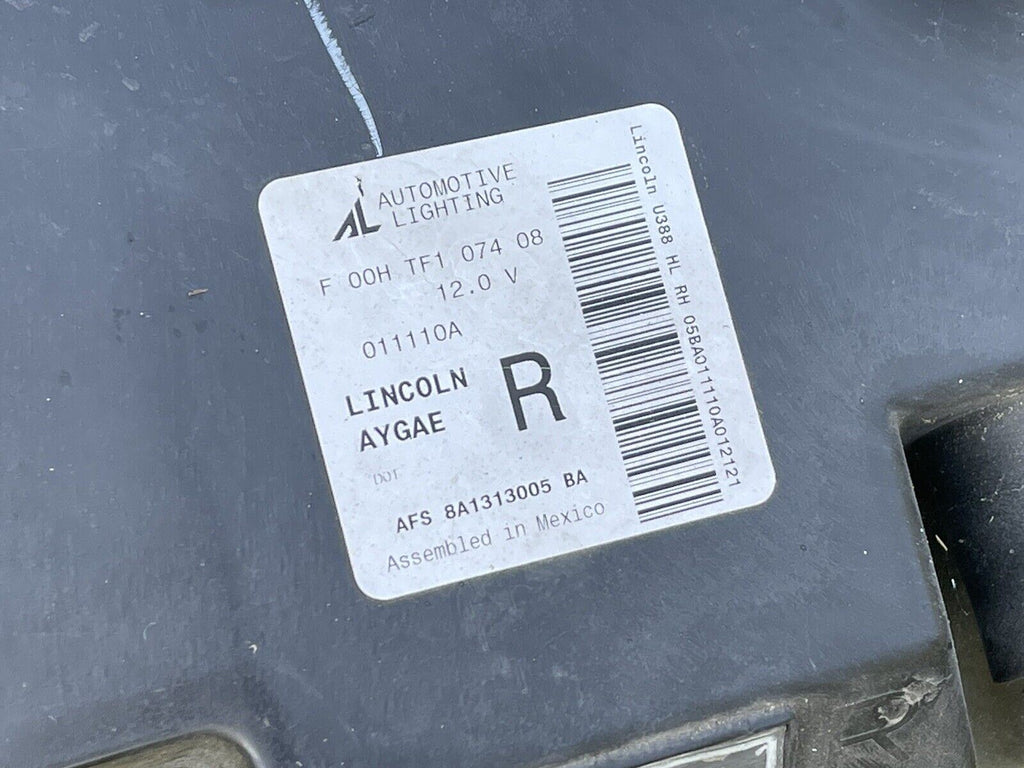 AL AUTOMOTIVE
LIGHTING
F 00H TF1 074 08
12.0 V
011110A
LINCOLN
AYGAE
R
DOT
AFS 8A1313005 BA
Assembled in Mexico
Lincoln U388 HL RH 05BA011110A012121
R